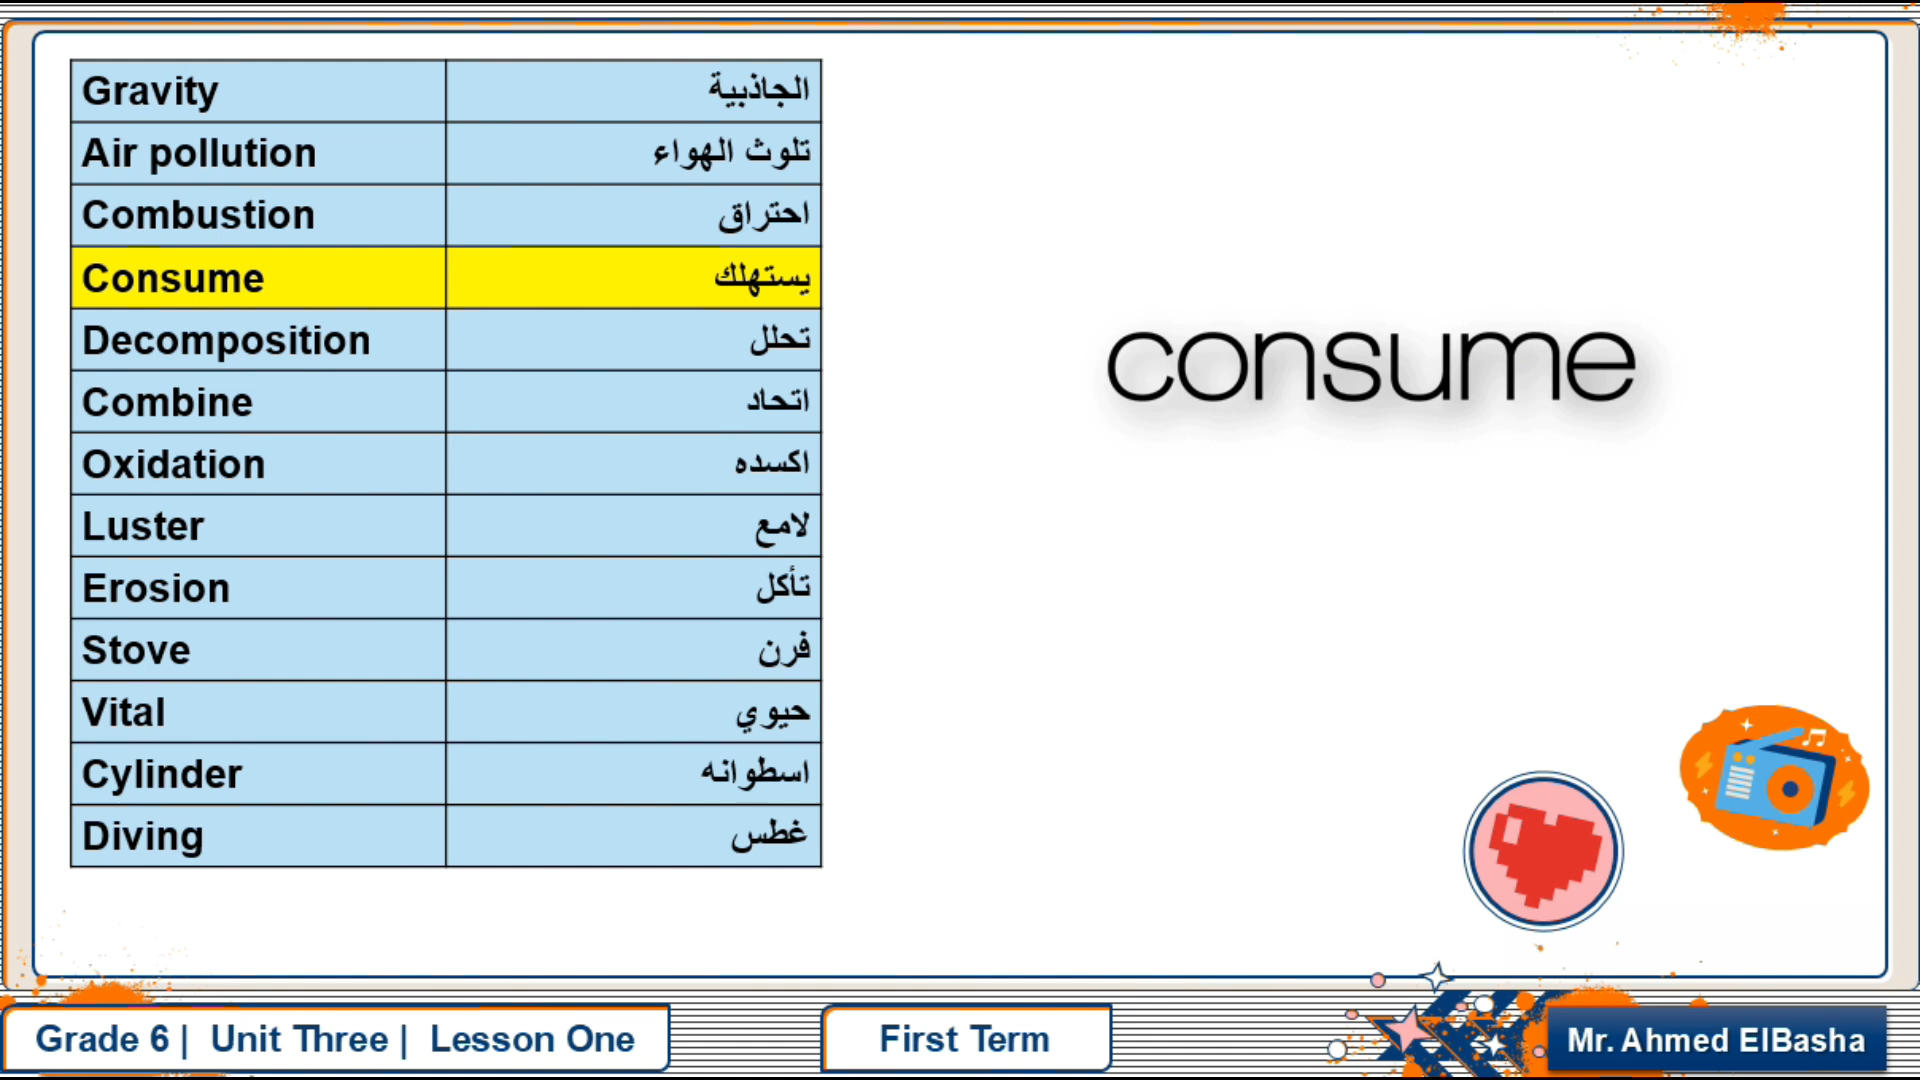 Gravity الجاذبية
Air pollution تلوث الهواء
Combustion احتراق
Consume يستهلك
Decomposition تحلل
Combine اتحاد
Oxidation اكسده
Luster لامع
Erosion تأكل
Stove فرن
Vital حيوي
Cylinder اسطوانه
Diving غطس
consume
Grade 6 | Unit Three | Lesson One
First Term
Mr. Ahmed ElBasha